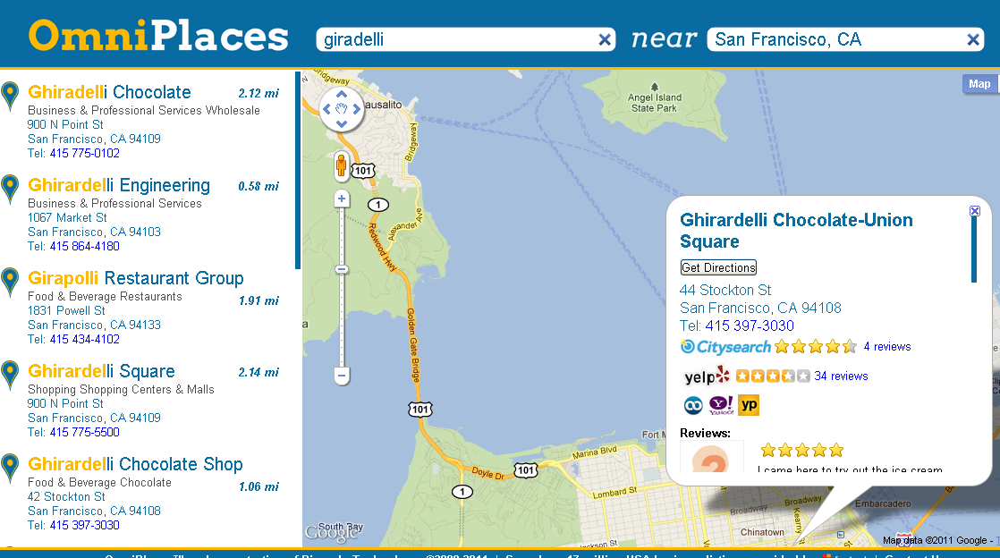 OmniPlaces
giradelli
near
San Francisco, CA
Ghiradelli Chocolate
2.12 mi
Business & Professional Services Wholesale
900 N Point St
San Francisco, CA 94109
Tel: 415 775-0102
Ghirardelli Engineering
0.58 mi
Business & Professional Services
1067 Market St
San Francisco, CA 94103
Tel: 415 864-4180
Girapolli Restaurant Group
Food & Beverage Restaurants
1.91 mi
1831 Powell St
San Francisco, CA 94133
Tel: 415 434-4102
Ghirardelli Square
2.14 mi
Shopping Shopping Centers & Malls
900 N Point St
San Francisco, CA 94109
Tel: 415 775-5500
Ghirardelli Chocolate Shop
Food & Beverage Chocolate
1.06 mi
42 Stockton St
San Francisco, CA 94108
Tel: 415 397-3030
Map
Angel Island
State Park
ausalito
Bridgeway
101
1
Alexander Ave
Redwood Hwy
Golden Gate Bridge
101
Doyle Dr
101
1
Marina Blvd
Lombard St
Fort M
Broadway
Broadway
Kearny
Chinatown
Embarcadero
Jackson St
South Bay
Google
Map data ©2011 Google -
Ghirardelli Chocolate-Union
Square
Get Directions
44 Stockton St
San Francisco, CA 94108
Tel: 415 397-3030
Citysearch
4 reviews
yelp
34 reviews
YAHOO!
yp
Reviews:
I came here to try out the ice cream